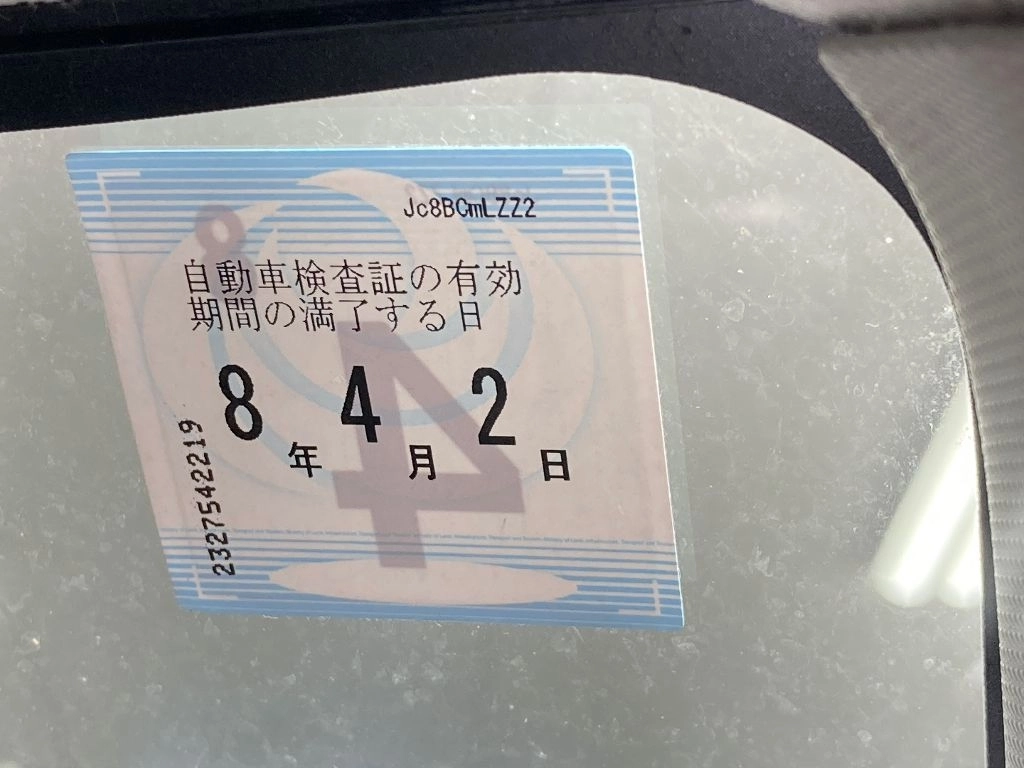 Jc8BCmLZZ2
自動車検査証の有効
期間の満了する日
8年4月2日
2327542219